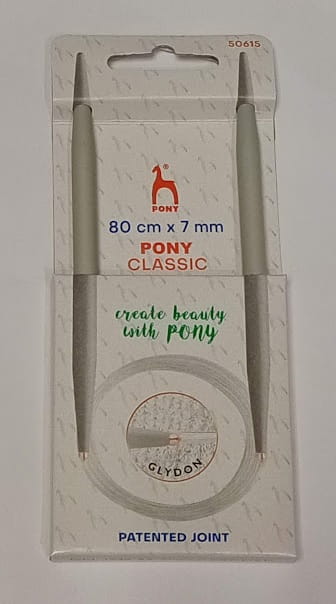 50615
PONY
80 cm x 7 mm
PONY
CLASSIC
create beauty
with PONY
GLYDON
PATENTED JOINT